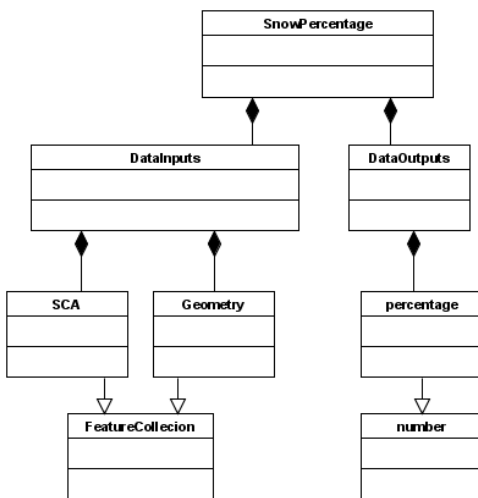 SnowPercentage
DataInputs
DataOutputs
SCA
Geometry
percentage
FeatureCollecion
number